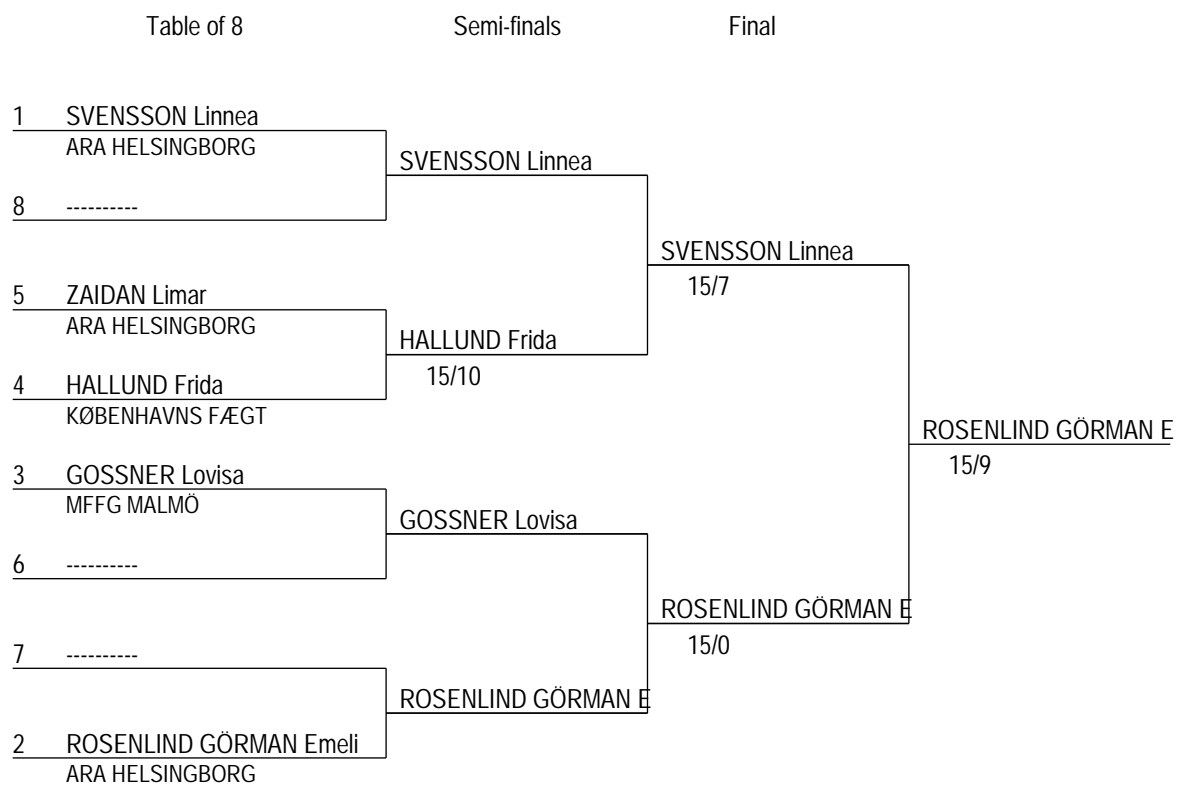 Table of 8 Semi-finals Final
1 SVENSSON Linnea
ARA HELSINGBORG
SVENSSON Linnea
8 ----------
SVENSSON Linnea
15/7
5 ZAIDAN Limar
ARA HELSINGBORG
HALLUND Frida
15/10
4 HALLUND Frida
KØBENHAVNS FÆGT
ROSENLIND GÖRMAN E
15/9
3 GOSSNER Lovisa
MFFG MALMÖ
GOSSNER Lovisa
6 ----------
ROSENLIND GÖRMAN E
15/0
7 ----------
ROSENLIND GÖRMAN E
2 ROSENLIND GÖRMAN Emeli
ARA HELSINGBORG